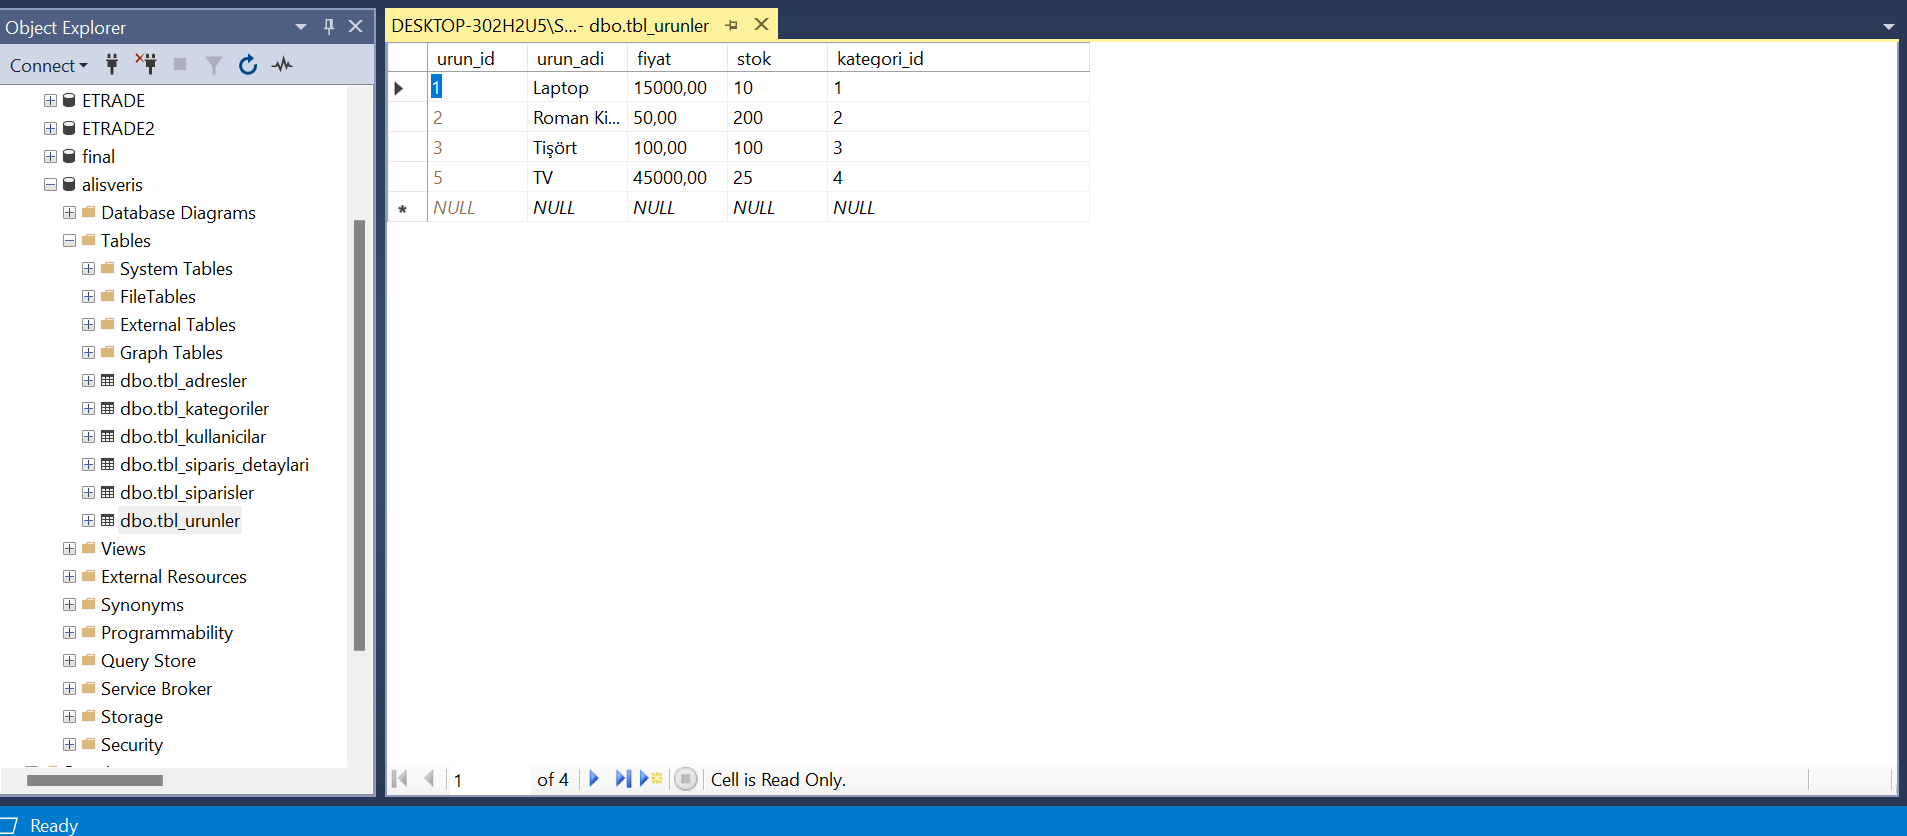 Object Explorer
Connect
ETRADE
ETRADE2
final
alisveris
Database Diagrams
Tables
System Tables
FileTables
External Tables
Graph Tables
dbo.tbl_adresler
dbo.tbl_kategoriler
dbo.tbl_kullanicilar
dbo.tbl_siparis_detaylari
dbo.tbl_siparisler
dbo.tbl_urunler
Views
External Resources
Synonyms
Programmability
Query Store
Service Broker
Storage
Security
DESKTOP-302H2U5\S...- dbo.tbl_urunler
urun_id urun_adi fiyat stok kategori_id
1 Laptop 15000,00 10 1
2 Roman Ki... 50,00 200 2
3 Tişört 100,00 100 3
5 TV 45000,00 25 4
NULL NULL NULL NULL NULL
1 of 4 Cell is Read Only.
Ready